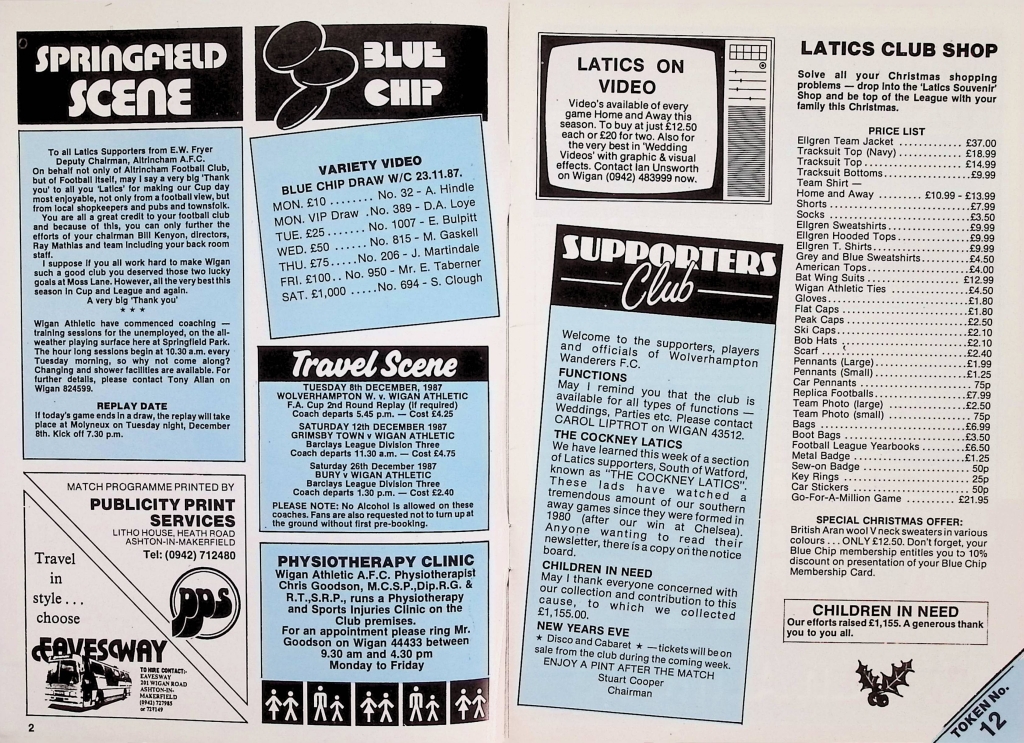 SPRINGFIELD
SCENE
To all Latics Supporters from E.W. Fryer
Deputy Chairman, Altrincham A.F.C.
On behalf not only of Altrincham Football Club,
but of Football itself, may I say a very big 'Thank
you' to all you 'Latics' for making our Cup day
most enjoyable, not only from a football view, but
from local shopkeepers and pubs and townsfolk.
You are all a great credit to your football club
and because of this, you can only further the
efforts of your chairman Bill Kenyon, directors,
Ray Mathias and team including your back room
staff.
I suppose if you all work hard to make Wigan
such a good club you deserved those two lucky
goals at Moss Lane. However, all the very best this
season in Cup and League and again.
A very big 'Thank you'
★ ★ ★
Wigan Athletic have commenced coaching —
training sessions for the unemployed, on the all-
weather playing surface here at Springfield Park.
The hour long sessions begin at 10.30 a.m. every
Tuesday morning, so why not come along?
Changing and shower facilities are available. For
further details, please contact Tony Allan on
Wigan 824599.
REPLAY DATE
If today's game ends in a draw, the replay will take
place at Molyneux on Tuesday night, December
8th. Kick off 7.30 p.m.
MATCH PROGRAMME PRINTED BY
PUBLICITY PRINT
SERVICES
LITHO HOUSE, HEATH ROAD
ASHTON-IN-MAKERFIELD
Tel: (0942) 712480
pps
Travel
in
style . . .
choose
EAVESWAY
TO HIRE CONTACT:-
EAVESWAY
201 WIGAN ROAD
ASHTON-IN-
MAKERFIELD
(0942) 727985
or 727149
2
BLUE
CHIP
VARIETY VIDEO
BLUE CHIP DRAW W/C 23.11.87.
MON. £10 ........ No. 32 - A. Hindle
MON. VIP Draw . No. 389 - D.A. Loye
TUE. £25 ....... No. 1007 - E. Bulpitt
WED. £50 ...... No. 815 - M. Gaskell
THU. £75 ..... No. 206 - J. Martindale
FRI. £100 .. No. 950 - Mr. E. Taberner
SAT. £1,000 ..... No. 694 - S. Clough
Travel Scene
TUESDAY 8th DECEMBER, 1987
WOLVERHAMPTON W. v. WIGAN ATHLETIC
F.A. Cup 2nd Round Replay (if required)
Coach departs 5.45 p.m. — Cost £4.25
SATURDAY 12th DECEMBER 1987
GRIMSBY TOWN v WIGAN ATHLETIC
Barclays League Division Three
Coach departs 11.30 a.m. — Cost £4.75
Saturday 26th December 1987
BURY v WIGAN ATHLETIC
Barclays League Division Three
Coach departs 1.30 p.m. — Cost £2.40
PLEASE NOTE: No Alcohol is allowed on these
coaches. Fans are also requested not to turn up at
the ground without first pre-booking.
PHYSIOTHERAPY CLINIC
Wigan Athletic A.F.C. Physiotherapist
Chris Goodson, M.C.S.P., Dip.R.G. &
R.T., S.R.P., runs a Physiotherapy
and Sports Injuries Clinic on the
Club premises.
For an appointment please ring Mr.
Goodson on Wigan 44433 between
9.30 am and 4.30 pm
Monday to Friday
LATICS ON
VIDEO
Video's available of every
game Home and Away this
season. To buy at just £12.50
each or £20 for two. Also for
the very best in 'Wedding
Videos' with graphic & visual
effects. Contact Ian Unsworth
on Wigan (0942) 483999 now.
SUPPORTERS
Club
Welcome to the supporters, players
and officials of Wolverhampton
Wanderers F.C.
FUNCTIONS
May I remind you that the club is
available for all types of functions —
Weddings, Parties etc. Please contact
CAROL LIPTROT on WIGAN 43512.
THE COCKNEY LATICS
We have learned this week of a section
of Latics supporters, South of Watford,
known as "THE COCKNEY LATICS".
These lads have watched a
tremendous amount of our southern
away games since they were formed in
1980 (after our win at Chelsea).
Anyone wanting to read their
newsletter, there is a copy on the notice
board.
CHILDREN IN NEED
May I thank everyone concerned with
our collection and contribution to this
cause, to which we collected
£1,155.00.
NEW YEARS EVE
★ Disco and Cabaret ★ — tickets will be on
sale from the club during the coming week.
ENJOY A PINT AFTER THE MATCH
Stuart Cooper
Chairman
LATICS CLUB SHOP
Solve all your Christmas shopping
problems — drop into the 'Latics Souvenir'
Shop and be top of the League with your
family this Christmas.
PRICE LIST
Ellgren Team Jacket .............. £37.00
Tracksuit Top (Navy) .............. £18.99
Tracksuit Top .............. £14.99
Tracksuit Bottoms .............. £9.99
Team Shirt —
Home and Away .......... £10.99 - £13.99
Shorts .............. £7.99
Socks .............. £3.50
Ellgren Sweatshirts .............. £9.99
Ellgren Hooded Tops .............. £9.99
Ellgren T. Shirts .............. £9.99
Grey and Blue Sweatshirts .............. £4.50
American Tops .............. £4.00
Bat Wing Suits .............. £12.99
Wigan Athletic Ties .............. £4.50
Gloves .............. £1.80
Flat Caps .............. £1.80
Peak Caps .............. £2.50
Ski Caps .............. £2.10
Bob Hats .............. £2.10
Scarf .............. £2.40
Pennants (Large) .............. £1.99
Pennants (Small) .............. £1.25
Car Pennants .............. 75p
Replica Footballs .............. £7.99
Team Photo (large) .............. £2.50
Team Photo (small) .............. 75p
Bags .............. £6.99
Boot Bags .............. £3.50
Football League Yearbooks .............. £6.50
Metal Badge .............. £1.25
Sew-on Badge .............. 50p
Key Rings .............. 25p
Car Stickers .............. 50p
Go-For-A-Million Game .............. £21.95
SPECIAL CHRISTMAS OFFER:
British Aran wool V neck sweaters in various
colours . . . ONLY £12.50. Don't forget, your
Blue Chip membership entitles you to 10%
discount on presentation of your Blue Chip
Membership Card.
CHILDREN IN NEED
Our efforts raised £1,155. A generous thank
you to you all.
TOKEN No.
12